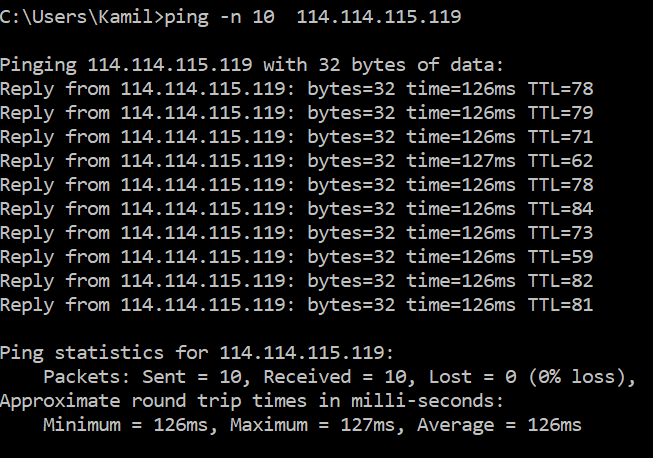 C:\Users\Kamil>ping -n 10  114.114.115.119
Pinging 114.114.115.119 with 32 bytes of data:
Reply from 114.114.115.119: bytes=32 time=126ms TTL=78
Reply from 114.114.115.119: bytes=32 time=126ms TTL=79
Reply from 114.114.115.119: bytes=32 time=126ms TTL=71
Reply from 114.114.115.119: bytes=32 time=127ms TTL=62
Reply from 114.114.115.119: bytes=32 time=126ms TTL=78
Reply from 114.114.115.119: bytes=32 time=126ms TTL=84
Reply from 114.114.115.119: bytes=32 time=126ms TTL=73
Reply from 114.114.115.119: bytes=32 time=126ms TTL=59
Reply from 114.114.115.119: bytes=32 time=126ms TTL=82
Reply from 114.114.115.119: bytes=32 time=126ms TTL=81
Ping statistics for 114.114.115.119:
    Packets: Sent = 10, Received = 10, Lost = 0 (0% loss),
Approximate round trip times in milli-seconds:
    Minimum = 126ms, Maximum = 127ms, Average = 126ms